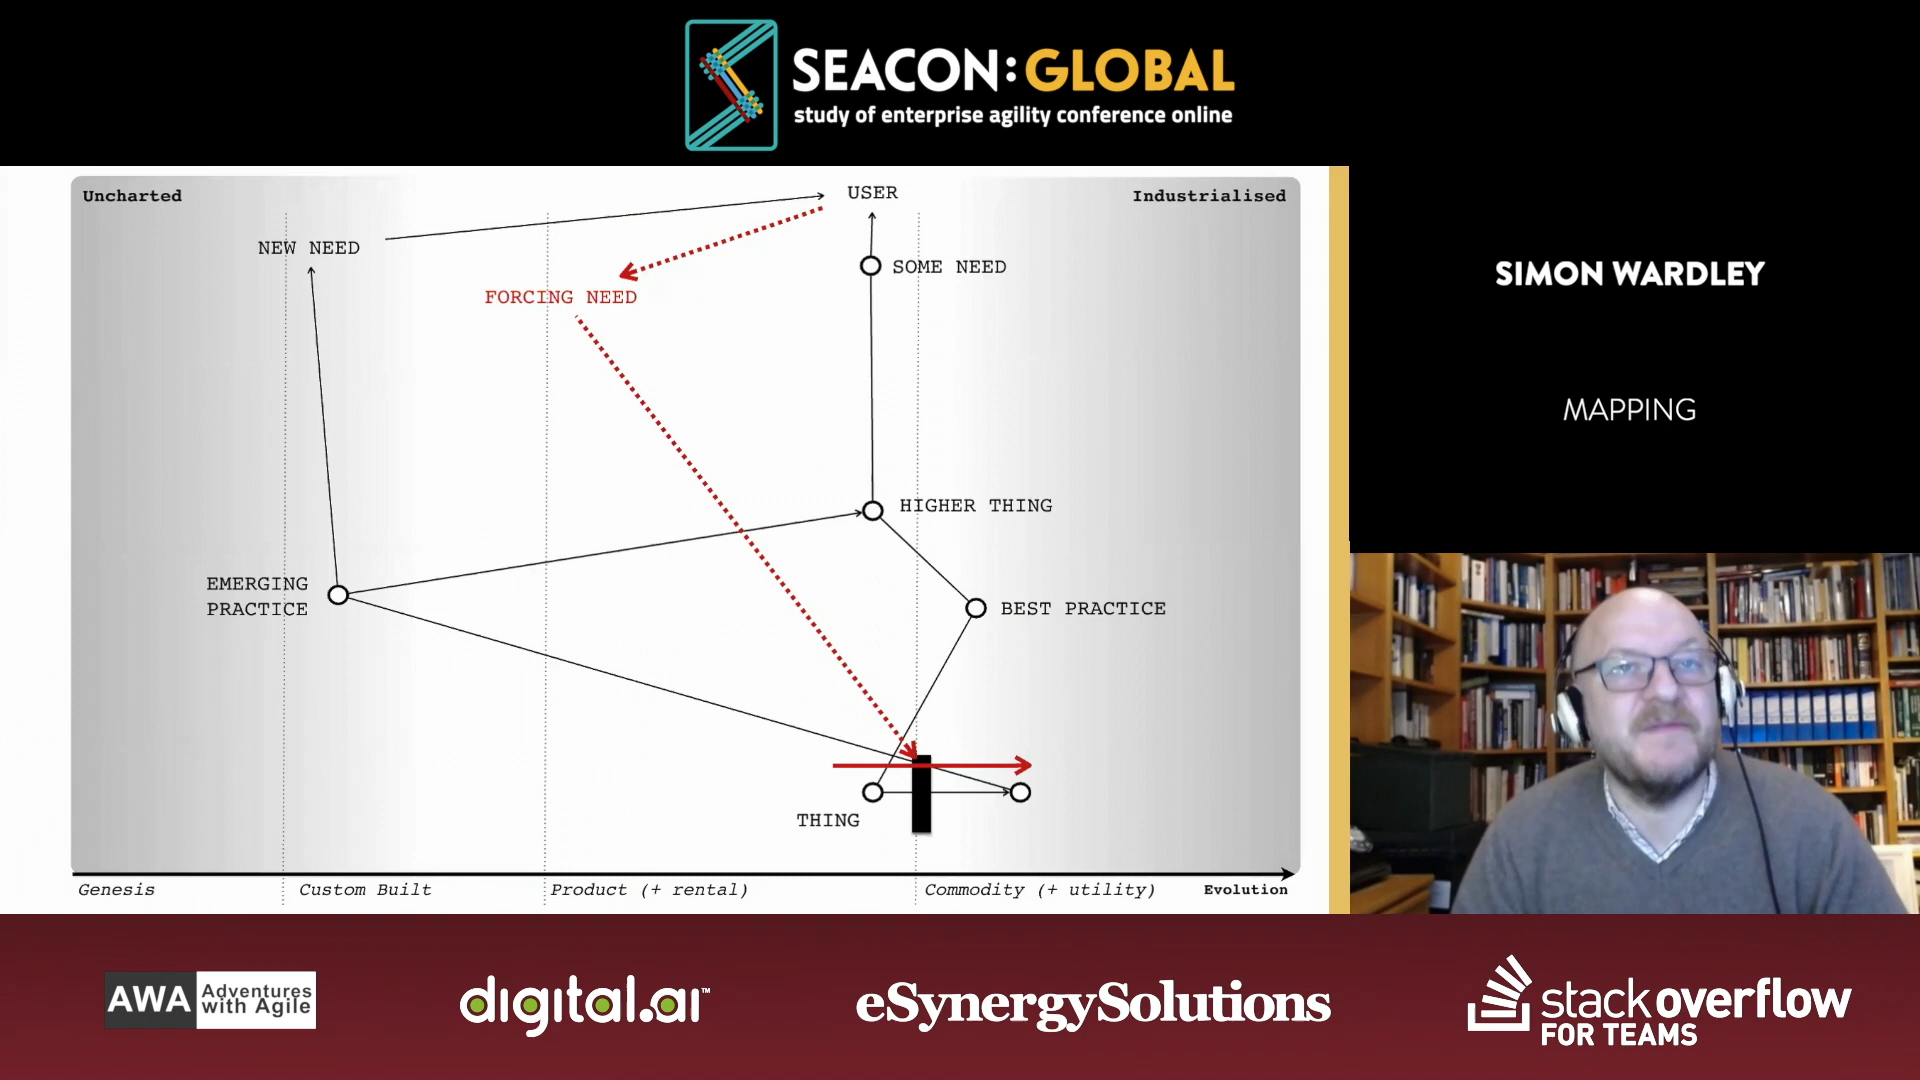 SEACON:GLOBAL
study of enterprise agility conference online
Uncharted
USER
Industrialised
NEW NEED
SOME NEED
FORCING NEED
HIGHER THING
EMERGING
PRACTICE
BEST PRACTICE
THING
Genesis
Custom Built
Product (+ rental)
Commodity (+ utility)
Evolution
SIMON WARDLEY
MAPPING
AWA Adventures
with Agile
digital.ai™
eSynergySolutions
stackoverflow
FOR TEAMS